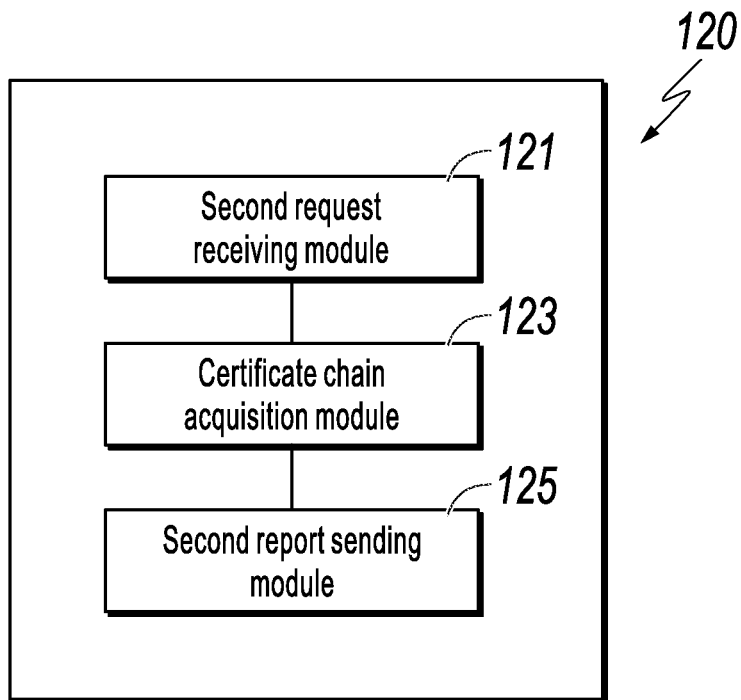 120
121
Second request
receiving module
123
Certificate chain
acquisition module
125
Second report sending
module